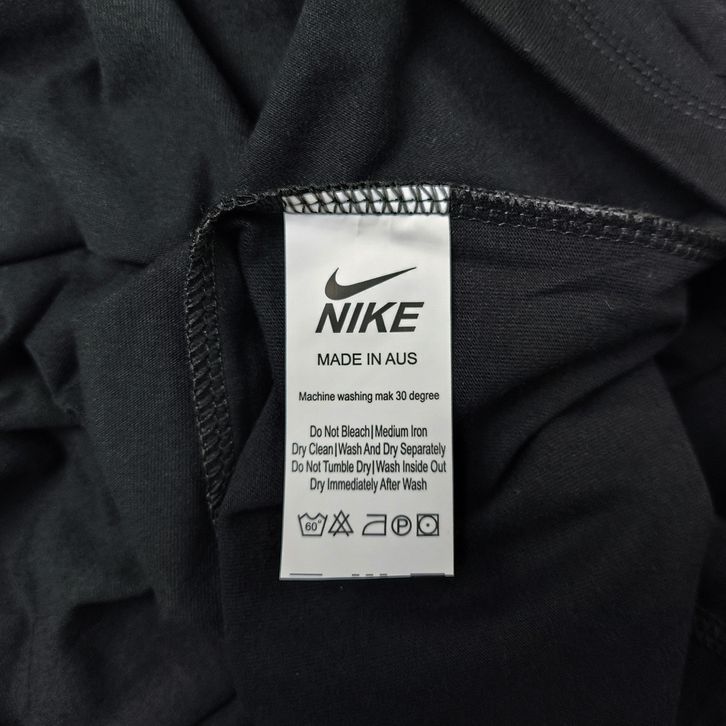 NIKE
MADE IN AUS
Machine washing mak 30 degree
Do Not Bleach|Medium Iron
Dry Clean|Wash And Dry Separately
Do Not Tumble Dry|Wash Inside Out
Dry Immediately After Wash
60° P